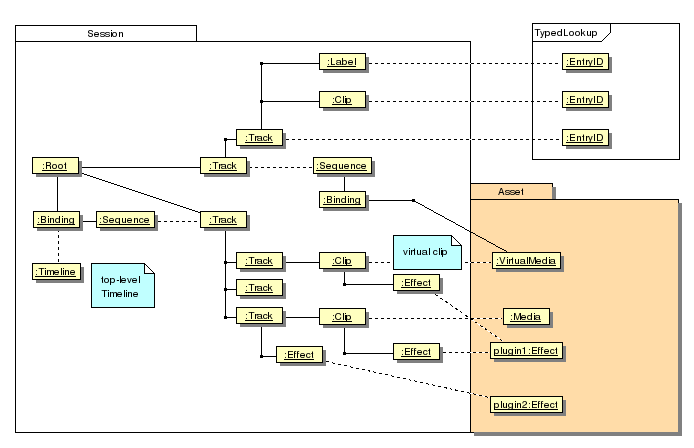 Session
TypedLookup
:Label
:EntryID
:Clip
:EntryID
:Track
:EntryID
:Root
:Track
:Sequence
:Binding
Asset
:Binding
:Sequence
:Track
virtual clip
:Track
:Clip
:VirtualMedia
:Timeline
top-level
Timeline
:Track
:Effect
:Track
:Clip
:Media
:Effect
:Effect
plugin1:Effect
plugin2:Effect